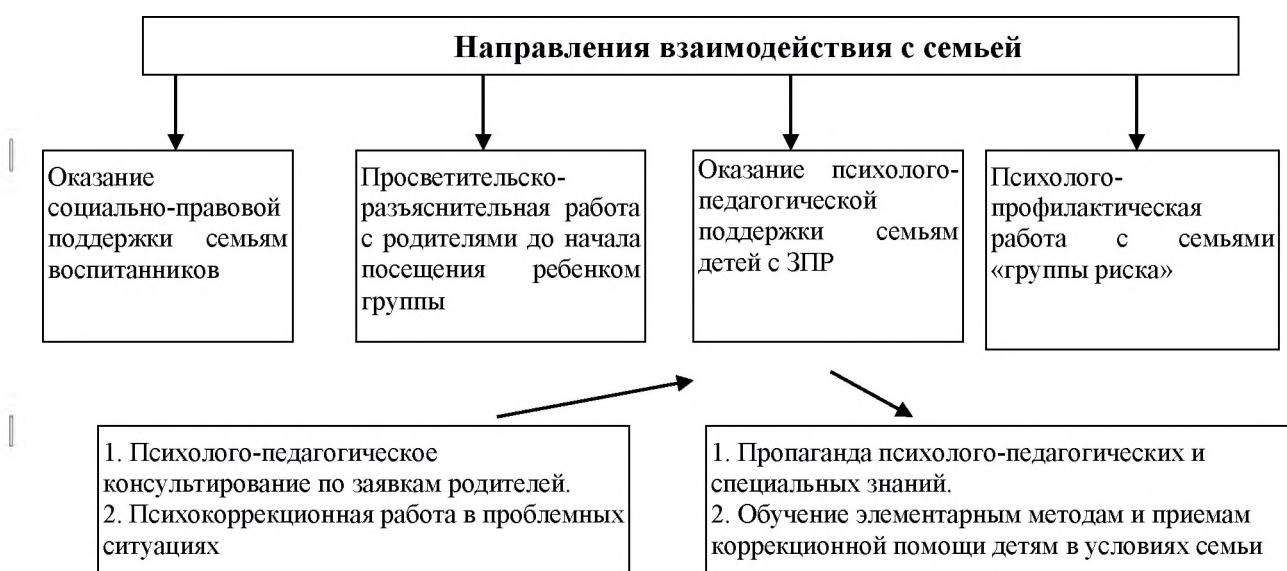 Направления взаимодействия с семьей
Оказание
социально-правовой
поддержки семьям
воспитанников
Просветительско-
разъяснительная работа
с родителями до начала
посещения ребенком
группы
Оказание психолого-
педагогической
поддержки семьям
детей с ЗПР
Психолого-
профилактическая
работа с семьями
«группы риска»
1. Психолого-педагогическое
консультирование по заявкам родителей.
2. Психокоррекционная работа в проблемных
ситуациях
1. Пропаганда психолого-педагогических и
специальных знаний.
2. Обучение элементарным методам и приемам
коррекционной помощи детям в условиях семьи